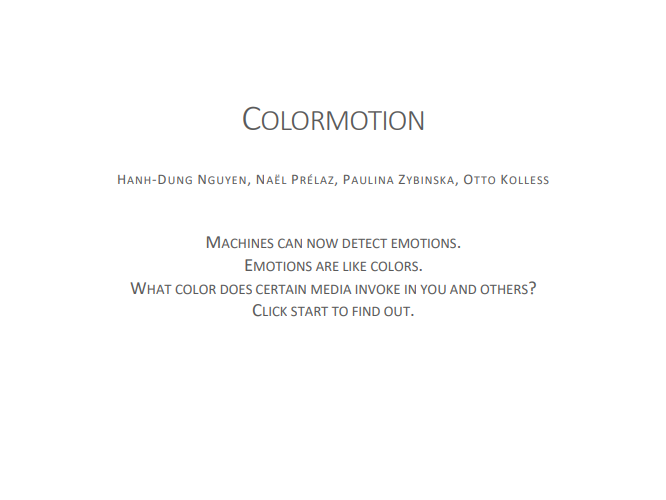 Colormotion
Hanh-Dung Nguyen, Naël Prélaz, Paulina Zybinska, Otto Kolless
Machines can now detect emotions.
Emotions are like colors.
What color does certain media invoke in you and others?
Click start to find out.